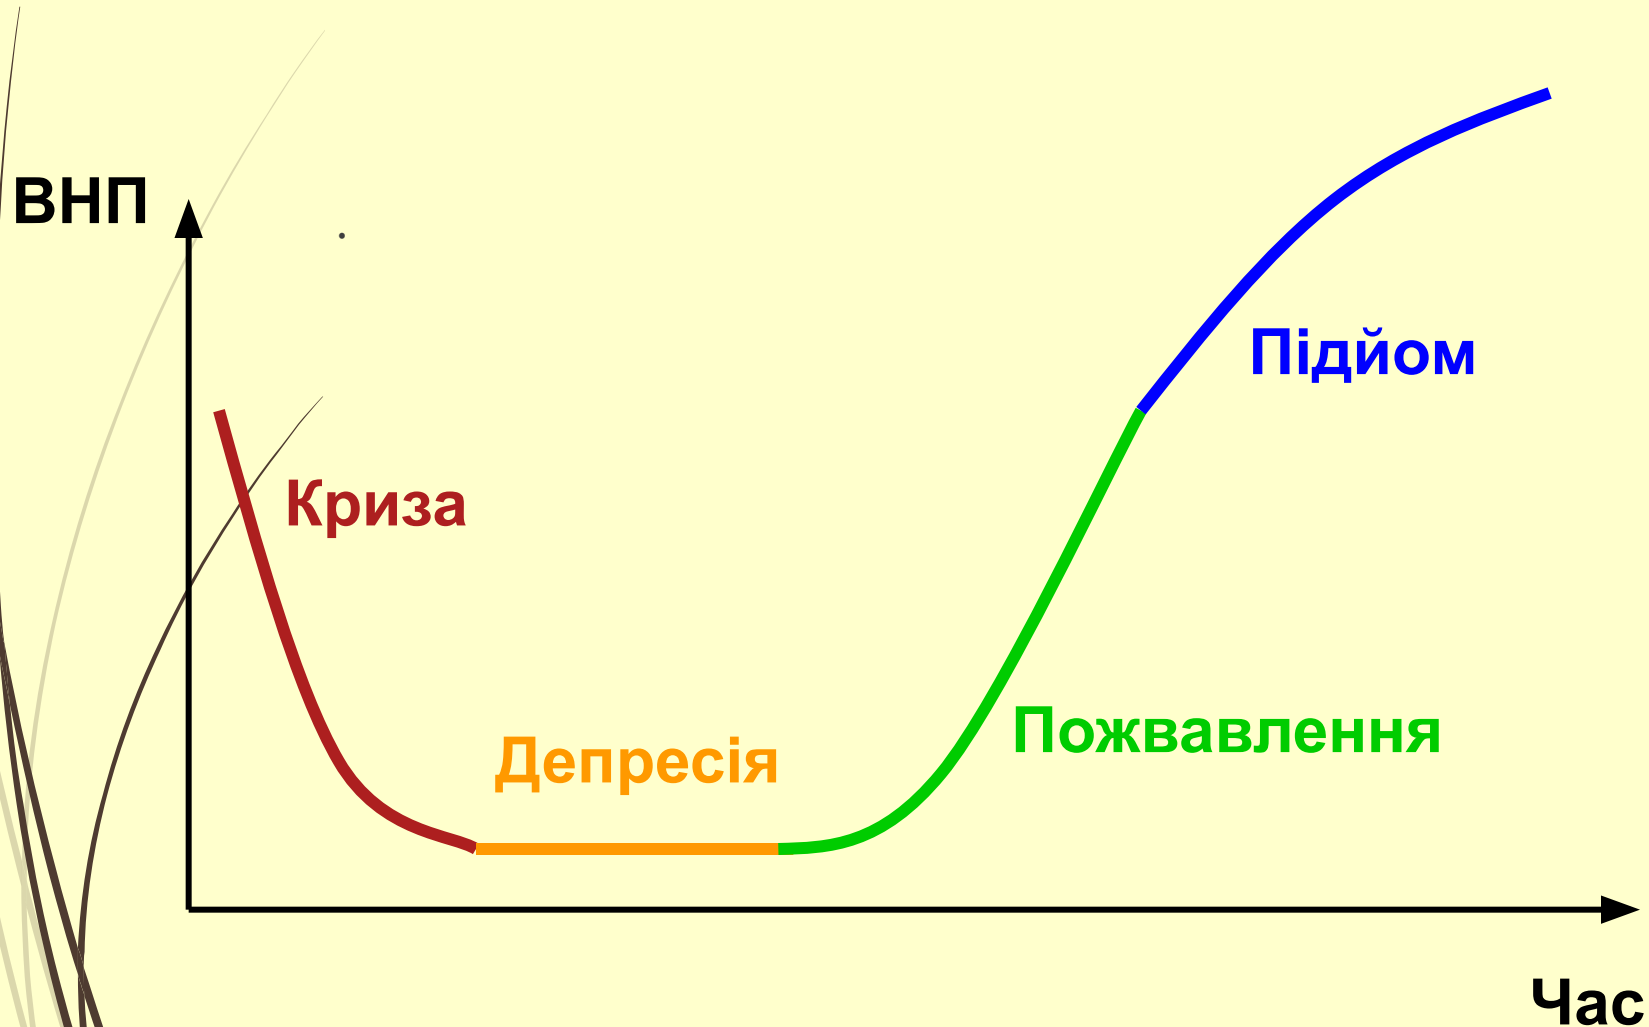 ВНП
Підйом
Криза
Пожвавлення
Депресія
Час